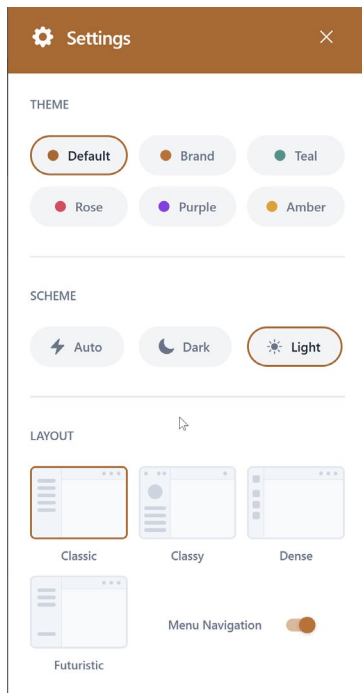 Settings
THEME
Default Brand Teal
Rose Purple Amber
SCHEME
Auto Dark Light
LAYOUT
Classic Classy Dense
Menu Navigation
Futuristic